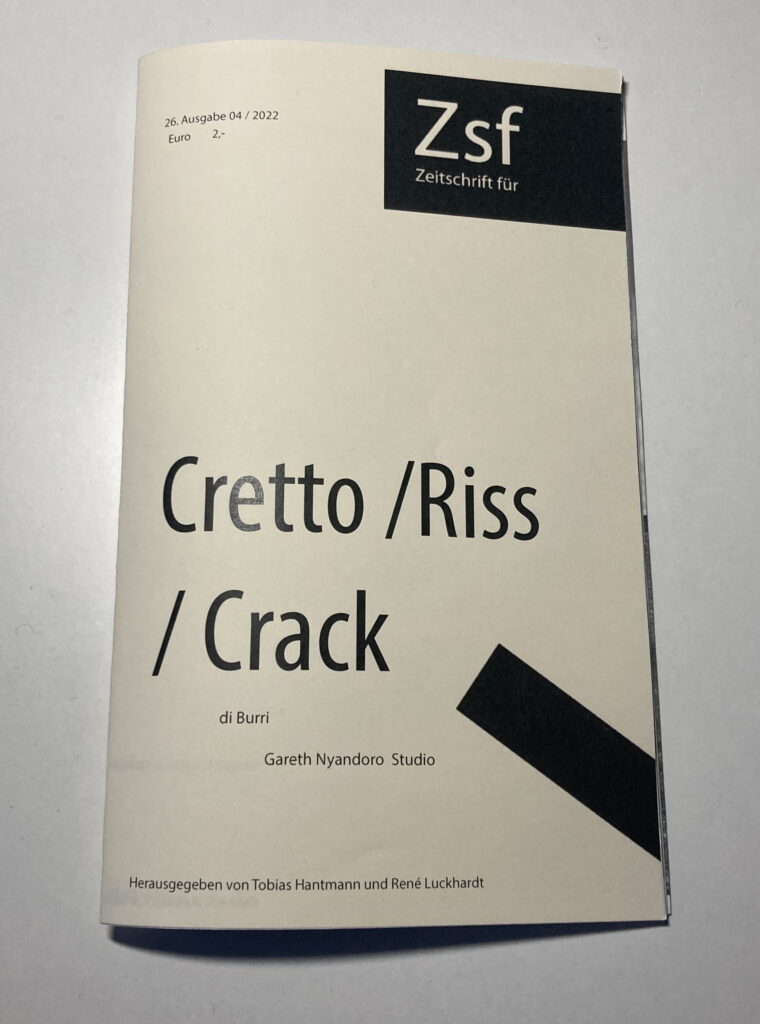 26. Ausgabe 04 / 2022
Euro 2,-
Zsf
Zeitschrift für
Cretto /Riss
/ Crack
di Burri
Gareth Nyandoro Studio
Herausgegeben von Tobias Hantmann und René Luckhardt